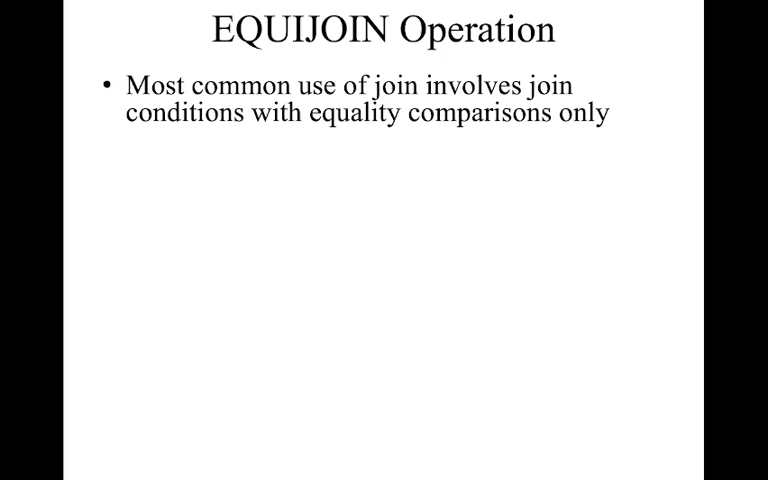 EQUIJOIN Operation
• Most common use of join involves join
conditions with equality comparisons only